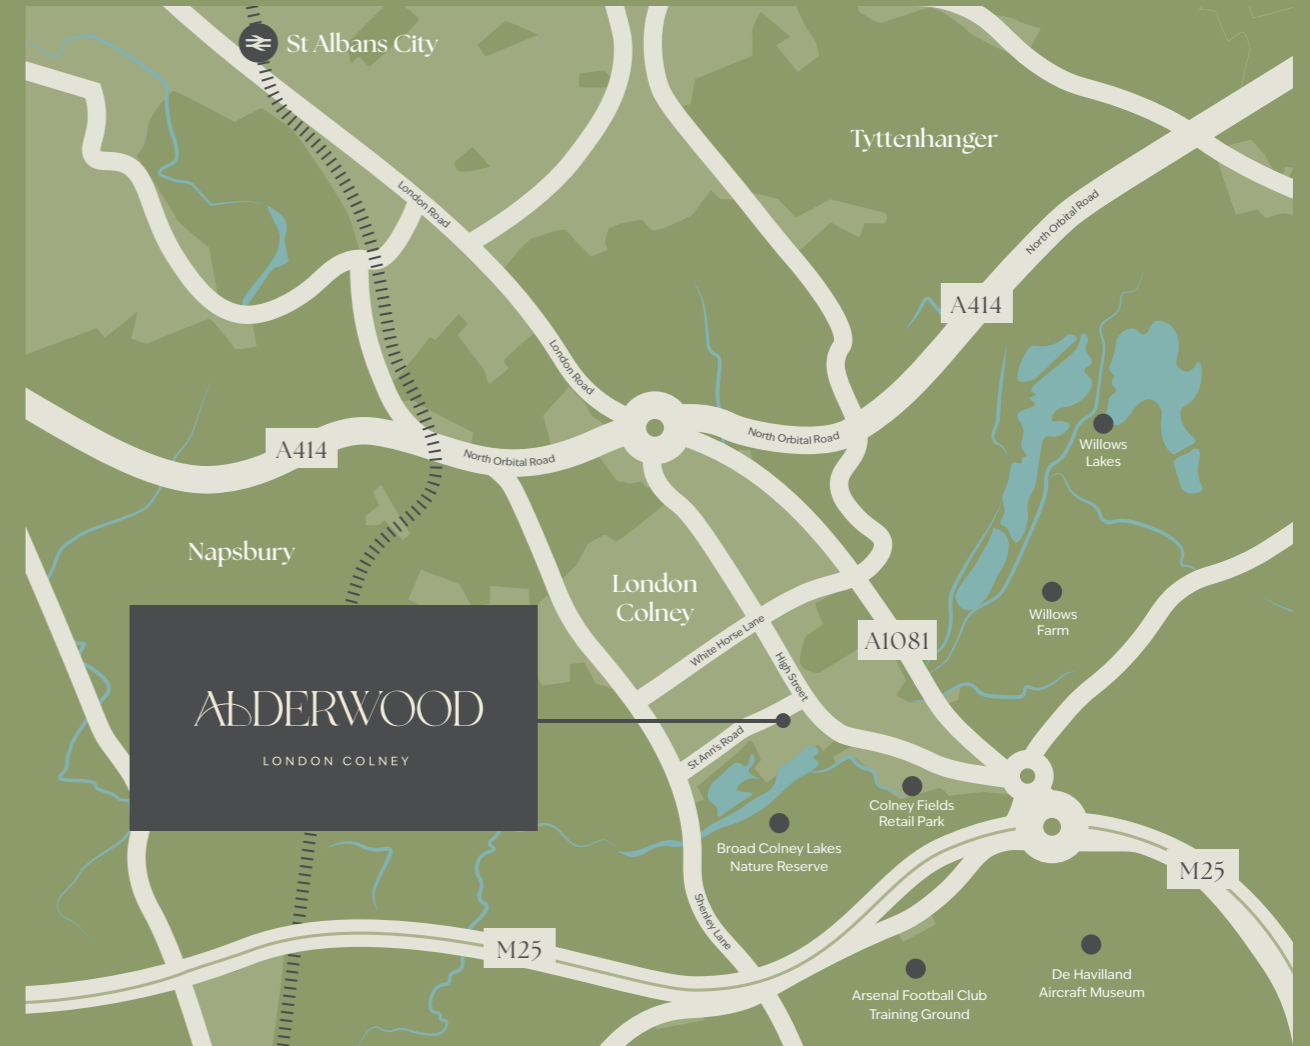 St Albans City
Tyttenhanger
London Road
North Orbital Road
A414
London Road
Willows
Lakes
North Orbital Road
A414
North Orbital Road
Napsbury
London
Colney
Willows
Farm
White Horse Lane
A1081
High Street
ALDERWOOD
LONDON COLNEY
St Ann's Road
Colney Fields
Retail Park
Broad Colney Lakes
Nature Reserve
M25
Shenley Lane
M25
De Havilland
Aircraft Museum
Arsenal Football Club
Training Ground